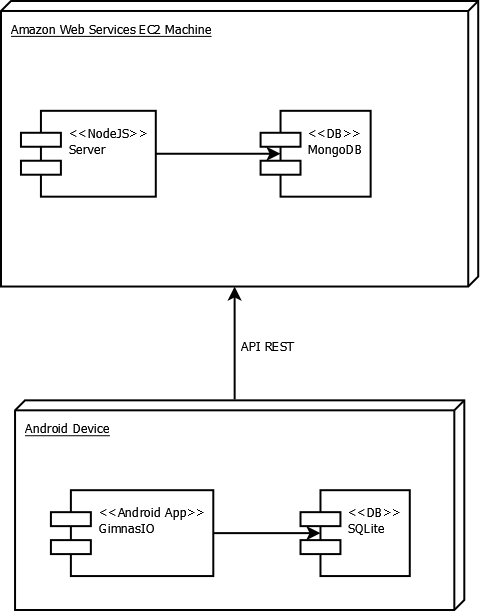 Amazon Web Services EC2 Machine
<<NodeJS>>
Server
<<DB>>
MongoDB
API REST
Android Device
<<Android App>>
GimnasIO
<<DB>>
SQLite